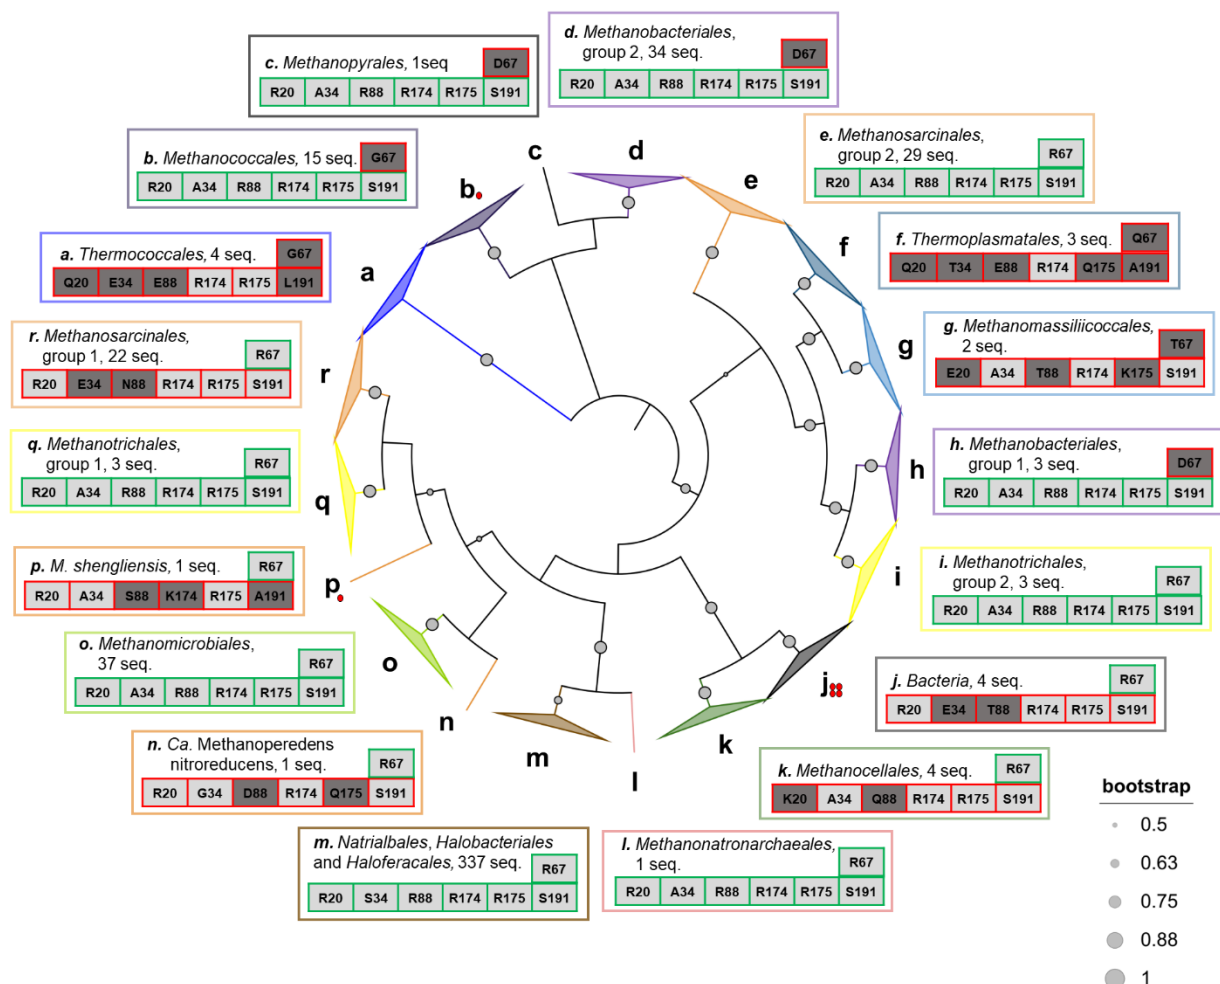 c. Methanopyrales, 1seq
D67
R20 A34 R88 R174 R175 S191
d. Methanobacteriales,
group 2, 34 seq.
D67
R20 A34 R88 R174 R175 S191
b. Methanococcales, 15 seq.
G67
R20 A34 R88 R174 R175 S191
e. Methanosarcinales,
group 2, 29 seq.
R67
R20 A34 R88 R174 R175 S191
a. Thermococcales, 4 seq.
G67
Q20 E34 E88 R174 R175 L191
f. Thermoplasmatales, 3 seq.
Q67
Q20 T34 E88 R174 Q175 A191
r. Methanosarcinales,
group 1, 22 seq.
R67
R20 E34 N88 R174 R175 S191
g. Methanomassiliicoccales,
2 seq.
T67
E20 A34 T88 R174 K175 S191
q. Methanotrichales,
group 1, 3 seq.
R67
R20 A34 R88 R174 R175 S191
h. Methanobacteriales,
group 1, 3 seq.
D67
R20 A34 R88 R174 R175 S191
p. M. shengliensis, 1 seq.
R67
R20 A34 S88 K174 R175 A191
i. Methanotrichales,
group 2, 3 seq.
R67
R20 A34 R88 R174 R175 S191
o. Methanomicrobiales,
37 seq.
R67
R20 A34 R88 R174 R175 S191
j. Bacteria, 4 seq.
R67
R20 E34 T88 R174 R175 S191
n. Ca. Methanoperedens
nitroreducens, 1 seq.
R67
R20 G34 D88 R174 Q175 S191
k. Methanocellales, 4 seq.
R67
K20 A34 Q88 R174 R175 S191
m. Natrialbales, Halobacteriales
and Haloferacales, 337 seq.
R67
R20 S34 R88 R174 R175 S191
l. Methanonatronarchaeales,
1 seq.
R67
R20 A34 R88 R174 R175 S191
a
b
c
d
e
f
g
h
i
j
k
l
m
n
o
p
q
r
bootstrap
0.5
0.63
0.75
0.88
1